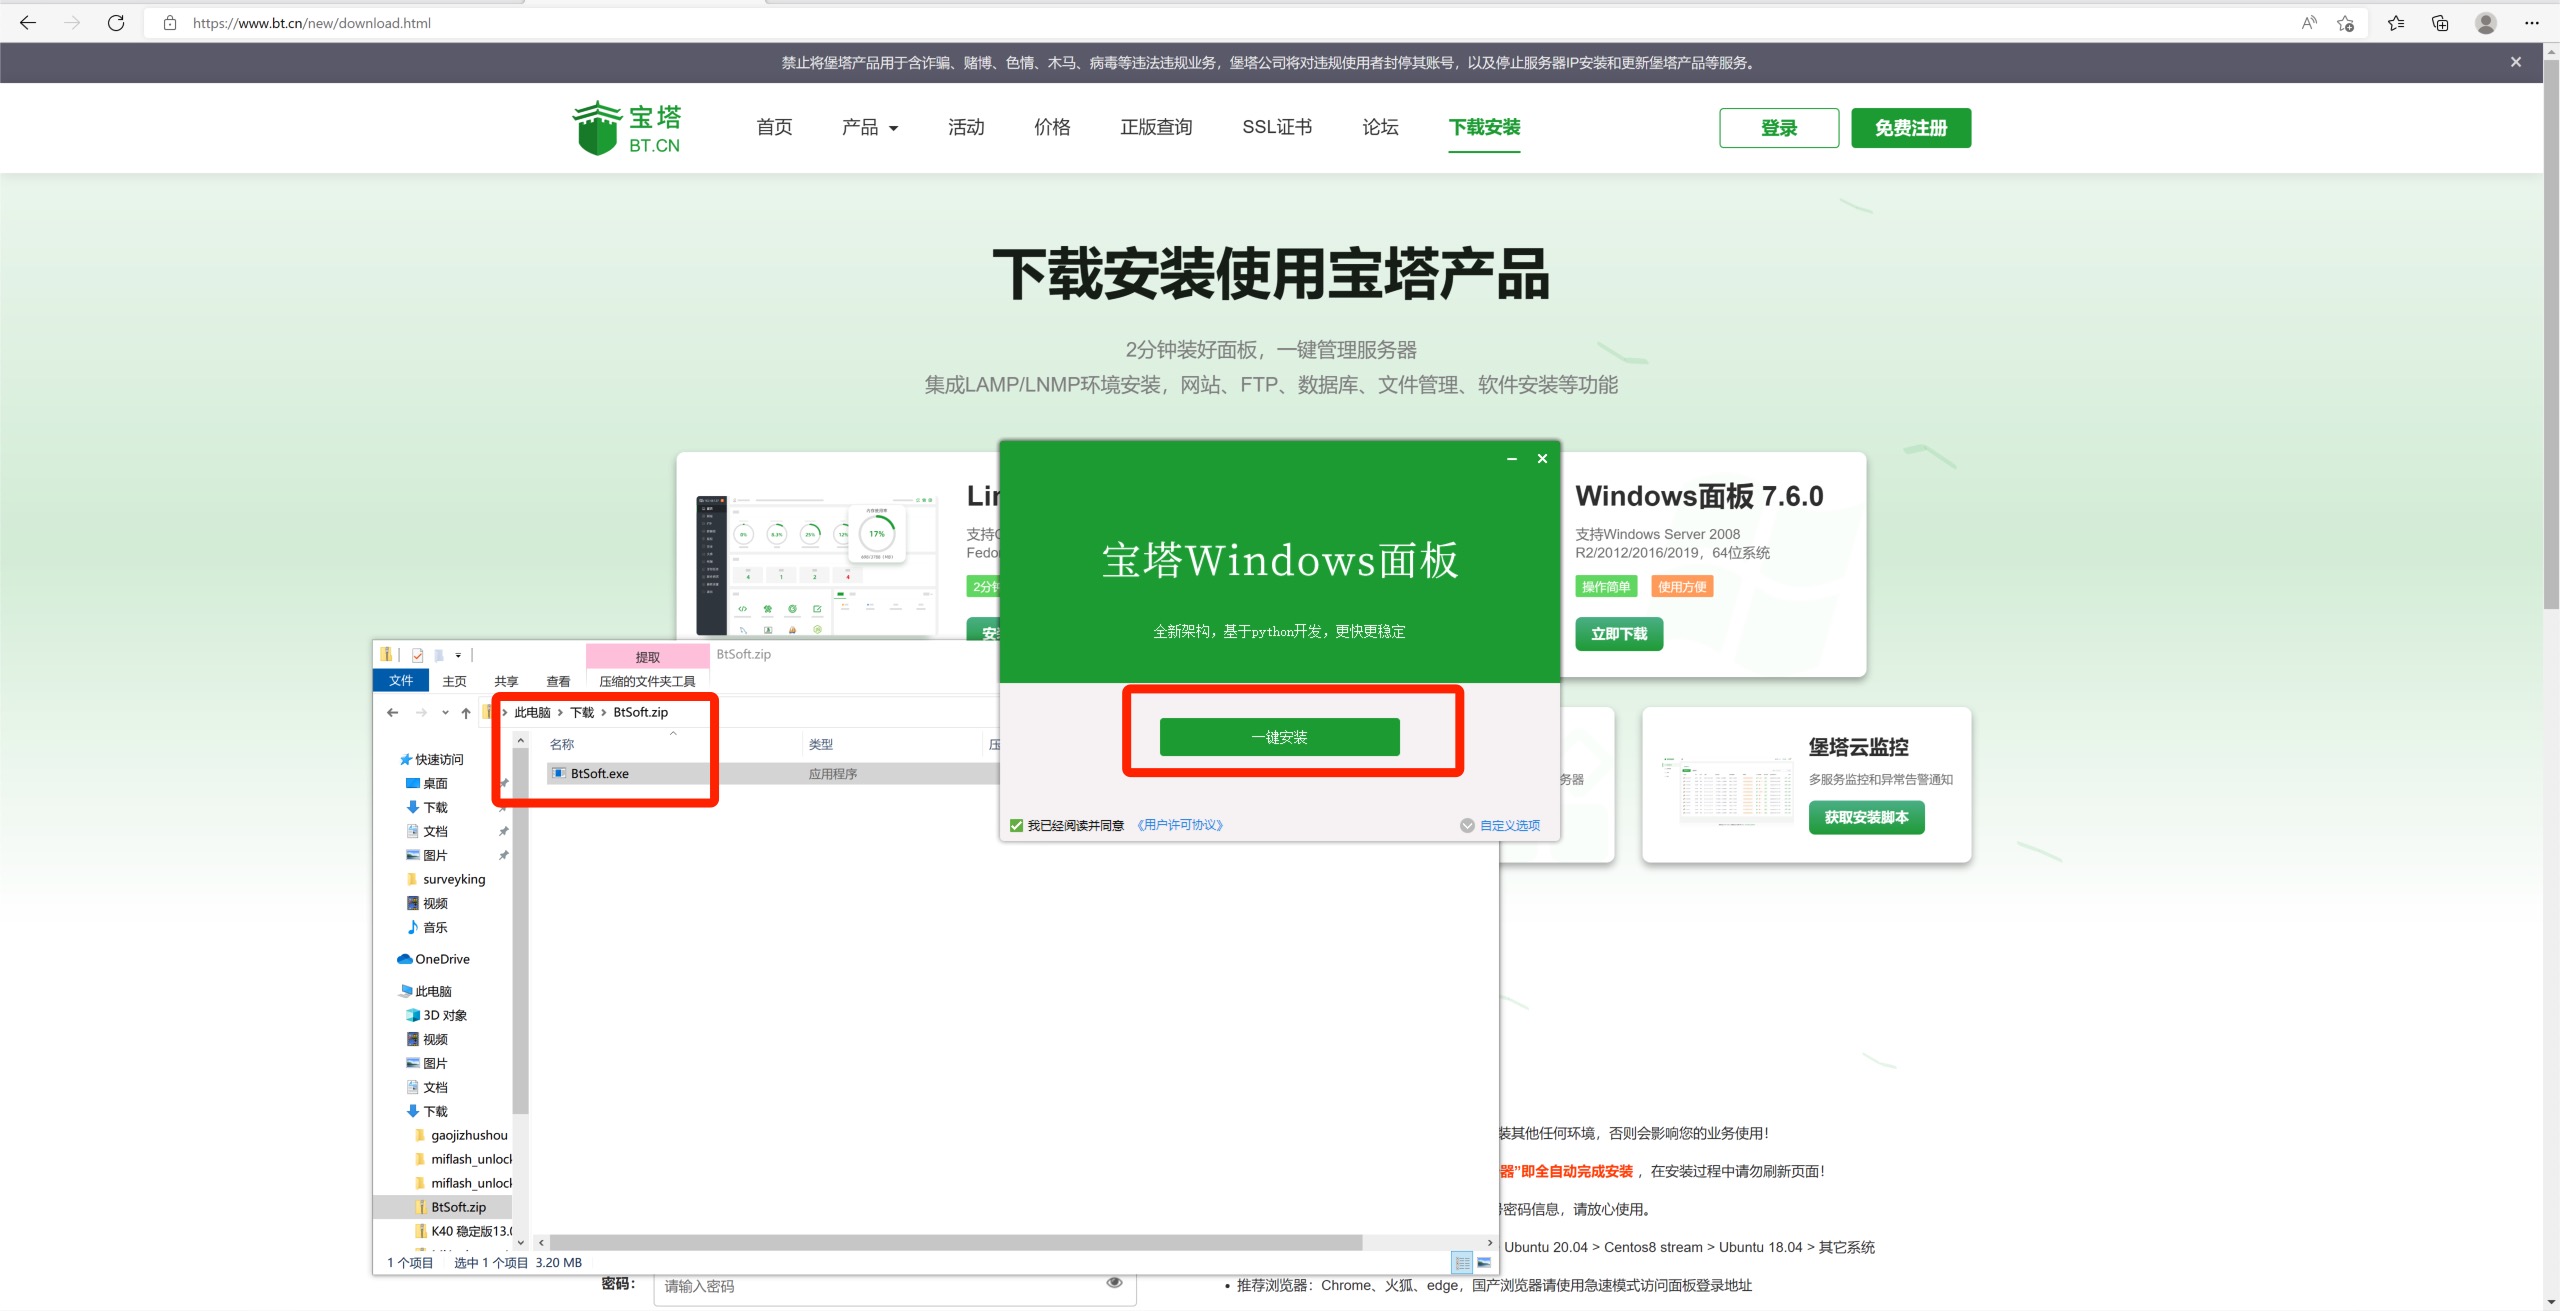 https://www.bt.cn/new/download.html
禁止将堡塔产品用于含诈骗、赌博、色情、木马、病毒等违法违规业务，堡塔公司将对违规使用者封停其账号，以及停止服务器IP安装和更新堡塔产品等服务。
宝塔
BT.CN
首页 产品 活动 价格 正版查询 SSL证书 论坛 下载安装 登录 免费注册
下载安装使用宝塔产品
2分钟装好面板，一键管理服务器
集成LAMP/LNMP环境安装，网站、FTP、数据库、文件管理、软件安装等功能
Lin
支持C
Fedo
2分钟
安装
17%
宝塔Windows面板
全新架构，基于python开发，更快更稳定
一键安装
我已经阅读并同意 《用户许可协议》 自定义选项
Windows面板 7.6.0
支持Windows Server 2008
R2/2012/2016/2019，64位系统
操作简单 使用方便
立即下载
务器
堡塔云监控
多服务监控和异常告警通知
获取安装脚本
提取 BtSoft.zip
文件 主页 共享 查看 压缩的文件夹工具
此电脑 > 下载 > BtSoft.zip
名称 类型 压
BtSoft.exe 应用程序
快速访问
桌面
下载
文档
图片
surveyking
视频
音乐
OneDrive
此电脑
3D 对象
视频
图片
文档
下载
gaojizhushou
miflash_unlock
miflash_unlock
BtSoft.zip
K40 稳定版13.0
1 个项目 选中 1 个项目 3.20 MB
装其他任何环境，否则会影响您的业务使用！
器”即全自动完成安装 ，在安装过程中请勿刷新页面！
密码信息，请放心使用。
Ubuntu 20.04 > Centos8 stream > Ubuntu 18.04 > 其它系统
密码： 请输入密码
• 推荐浏览器：Chrome、火狐、edge，国产浏览器请使用急速模式访问面板登录地址